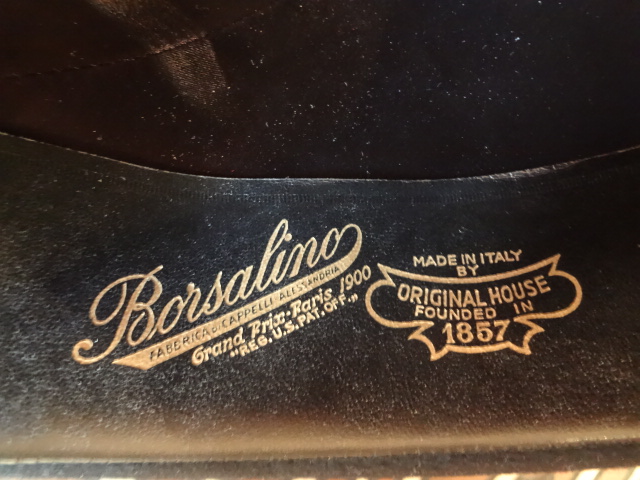 Borsalino
FABBRICA DI CAPPELLI-ALESSANDRIA
Grand Prix-Paris 1900
"REG.U.S.PAT.OFF."
MADE IN ITALY
BY
ORIGINAL HOUSE
FOUNDED IN
1857